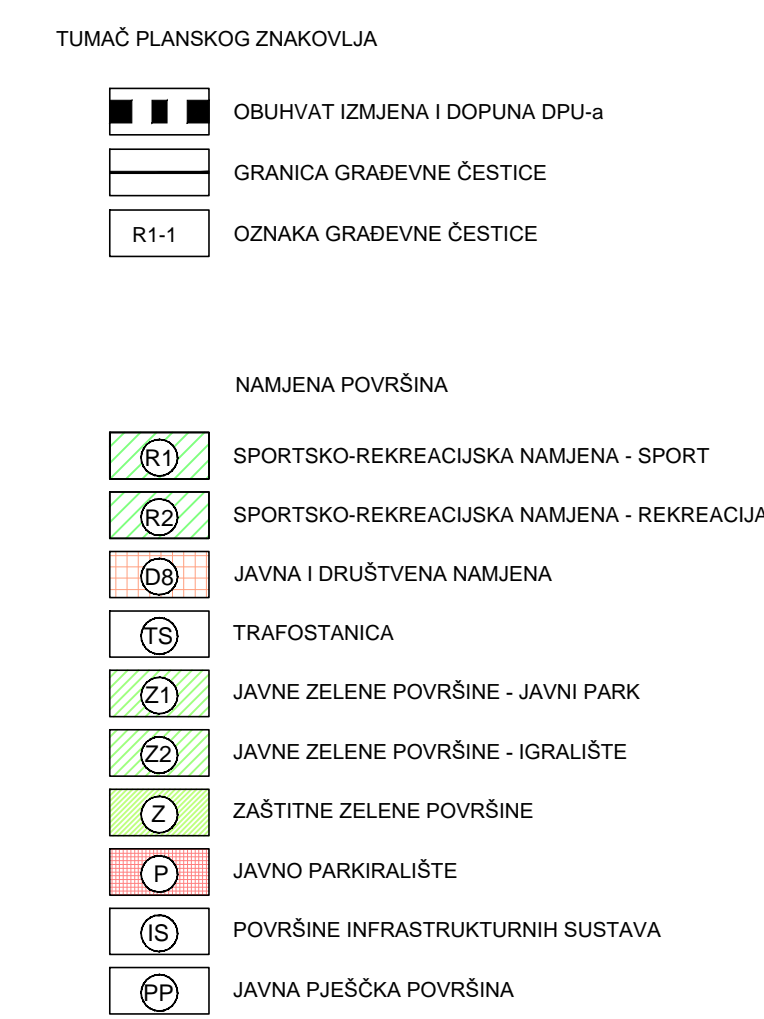 TUMAČ PLANSKOG ZNAKOVLJA
OBUHVAT IZMJENA I DOPUNA DPU-a
GRANICA GRAĐEVNE ČESTICE
R1-1 OZNAKA GRAĐEVNE ČESTICE
NAMJENA POVRŠINA
R1 SPORTSKO-REKREACIJSKA NAMJENA - SPORT
R2 SPORTSKO-REKREACIJSKA NAMJENA - REKREACIJA
D8 JAVNA I DRUŠTVENA NAMJENA
TS TRAFOSTANICA
Z1 JAVNE ZELENE POVRŠINE - JAVNI PARK
Z2 JAVNE ZELENE POVRŠINE - IGRALIŠTE
Z ZAŠTITNE ZELENE POVRŠINE
P JAVNO PARKIRALIŠTE
IS POVRŠINE INFRASTRUKTURNIH SUSTAVA
PP JAVNA PJEŠČKA POVRŠINA